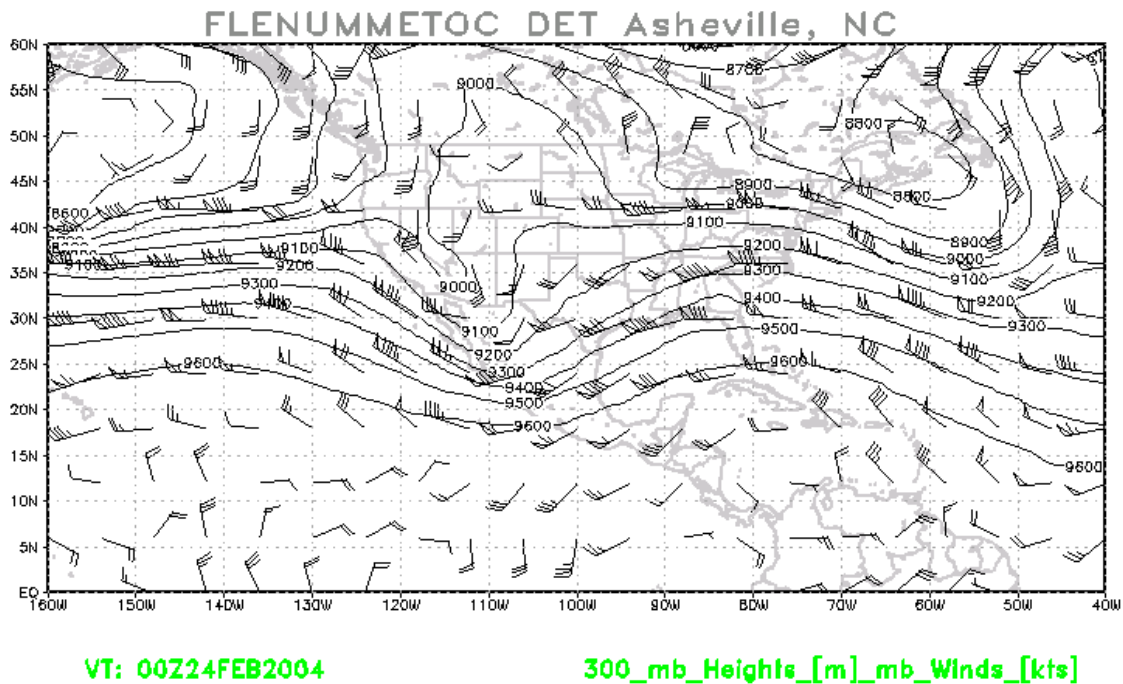 FLENUMMETOC DET Asheville, NC
60N
8700
9000
55N
8800
50N
45N
8900
8800
8600
9000
40N
9100
8900
9100
9200
9000
9100
9200
9300
9100
35N
9300
9000
9200
9400
9400
9300
30N
9100
9500
9200
9600
9600
25N
9300
9400
9500
20N
9600
15N
9600
10N
5N
EQ
160W 150W 140W 130W 120W 110W 100W 90W 80W 70W 60W 50W 40W
VT: 00Z24FEB2004 300_mb_Heights_[m]_mb_Winds_[kts]